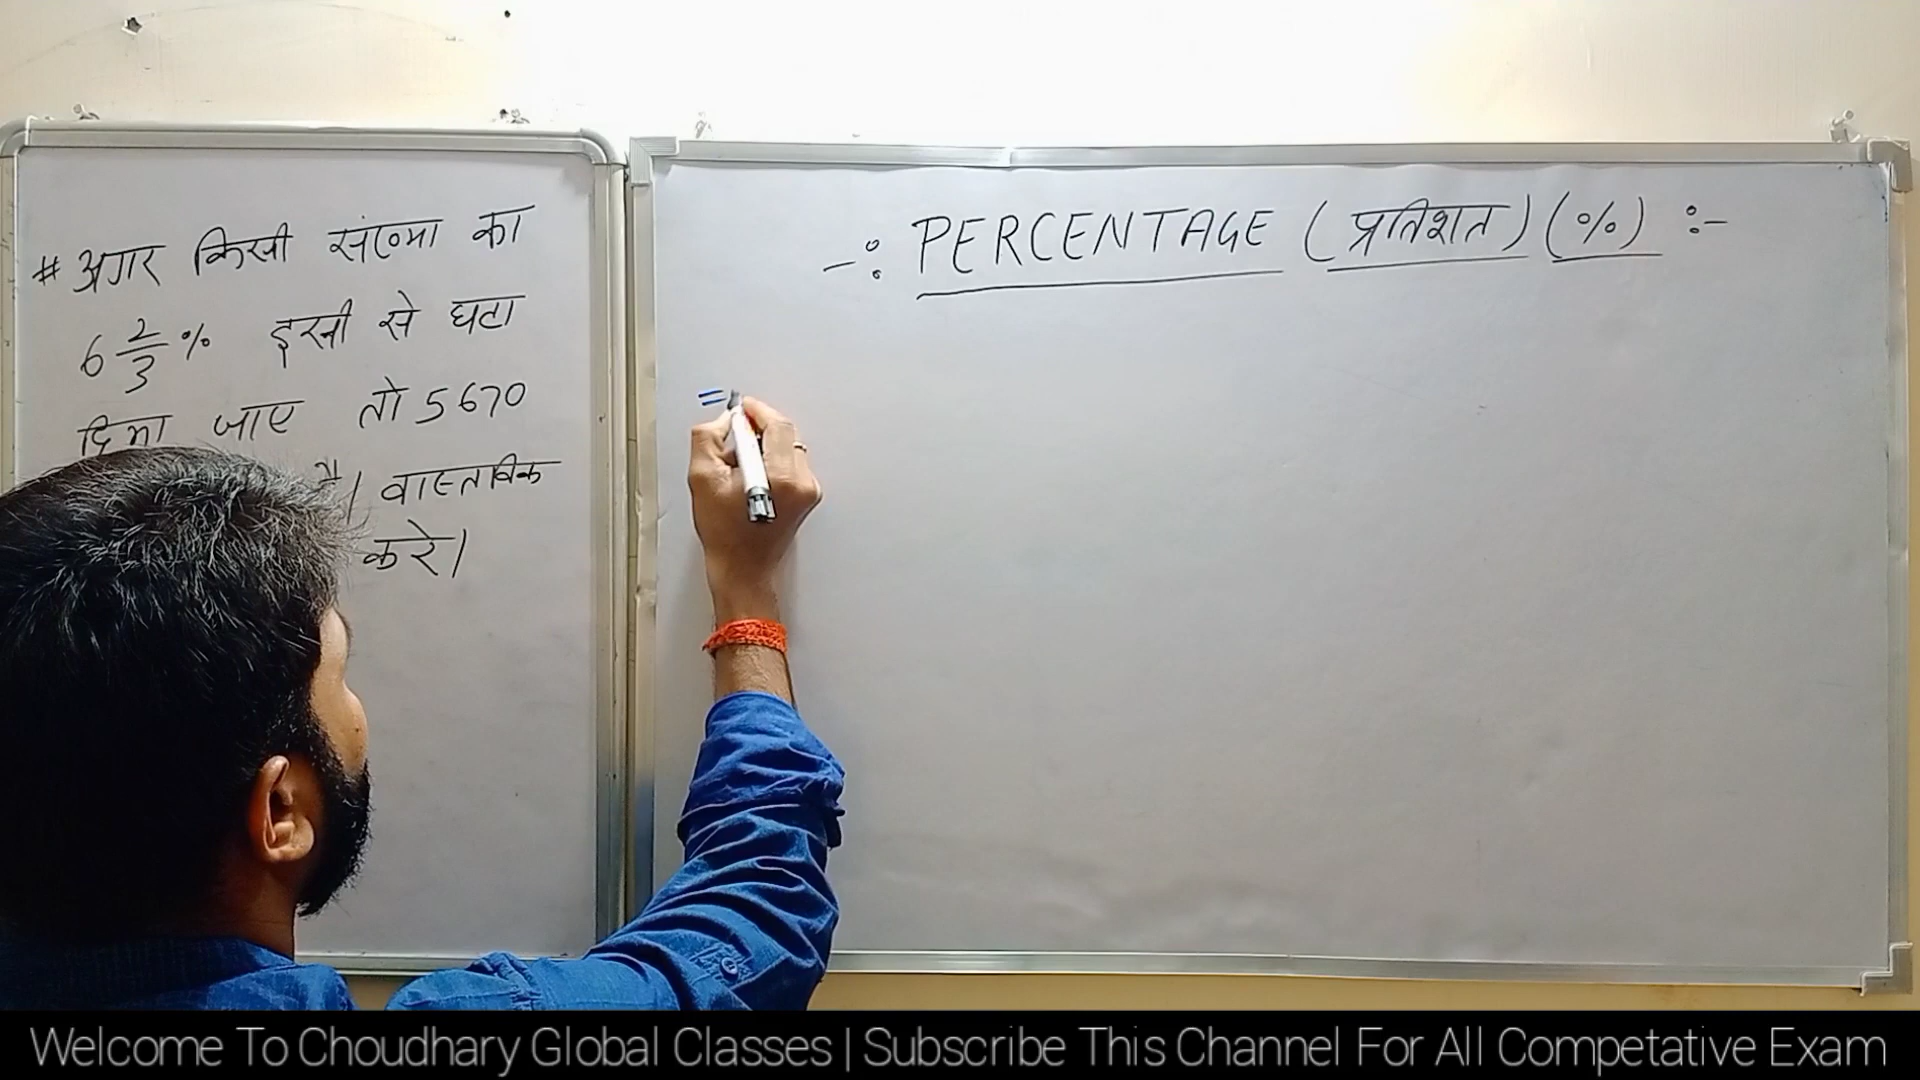 # अगर किसी संख्या का
6 2/3 % इसी से घटा
दिया जाए तो 5670
है। वास्तविक
करे।
-: PERCENTAGE (प्रतिशत) (%) :-
=
Welcome To Choudhary Global Classes | Subscribe This Channel For All Competative Exam